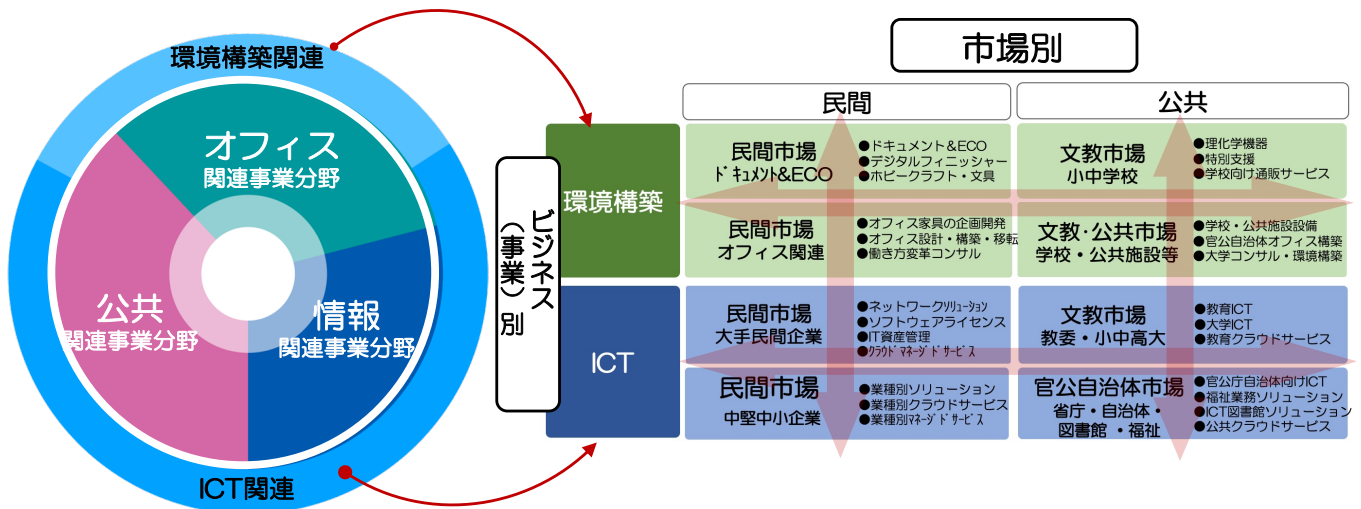 環境構築関連
オフィス
関連事業分野
公共
関連事業分野
情報
関連事業分野
ICT関連
市場別
民間
公共
ビジネス
（事業）別
環境構築
民間市場
ﾄﾞｷｭﾒﾝﾄ&ECO
●ドキュメント＆ECO
●デジタルフィニッシャー
●ホビークラフト・文具
文教市場
小中学校
●理化学機器
●特別支援
●学校向け通販サービス
民間市場
オフィス関連
●オフィス家具の企画開発
●オフィス設計・構築・移転
●働き方変革コンサル
文教･公共市場
学校・公共施設等
●学校・公共施設設備
●官公自治体オフィス構築
●大学コンサル・環境構築
ICT
民間市場
大手民間企業
●ネットワークｿﾘｭｰｼｮﾝ
●ソフトウェアライセンス
●IT資産管理
●ｸﾗｳﾄﾞﾏﾈｰｼﾞﾄﾞｻｰﾋﾞｽ
文教市場
教委・小中高大
●教育ICT
●大学ICT
●教育クラウドサービス
民間市場
中堅中小企業
●業種別ソリューション
●業種別クラウドサービス
●業種別ﾏﾈｰｼﾞﾄﾞｻｰﾋﾞｽ
官公自治体市場
省庁・自治体・
図書館・福祉
●官公庁自治体向けICT
●福祉業務ソリューション
●ICT図書館ソリューション
●公共クラウドサービス